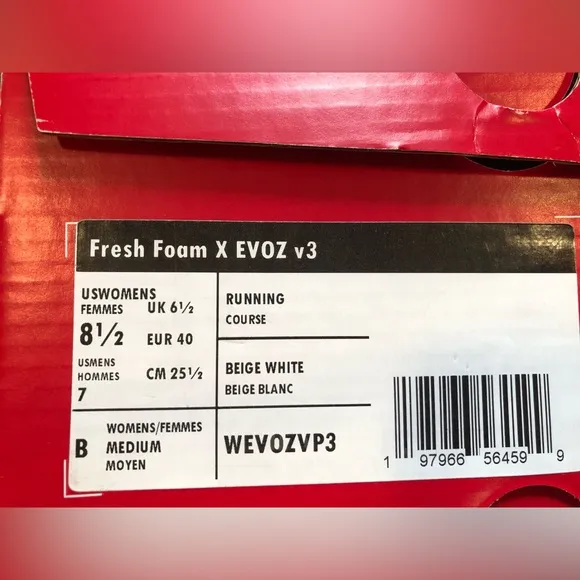 Fresh Foam X EVOZ v3
USWOMENS
FEMMES
UK 6½
8½
EUR 40
USMENS
HOMMES
CM 25½
7
RUNNING
COURSE
BEIGE WHITE
BEIGE BLANC
B
WOMENS/FEMMES
MEDIUM
MOYEN
WEVOZVP3
1 97966 56459 9